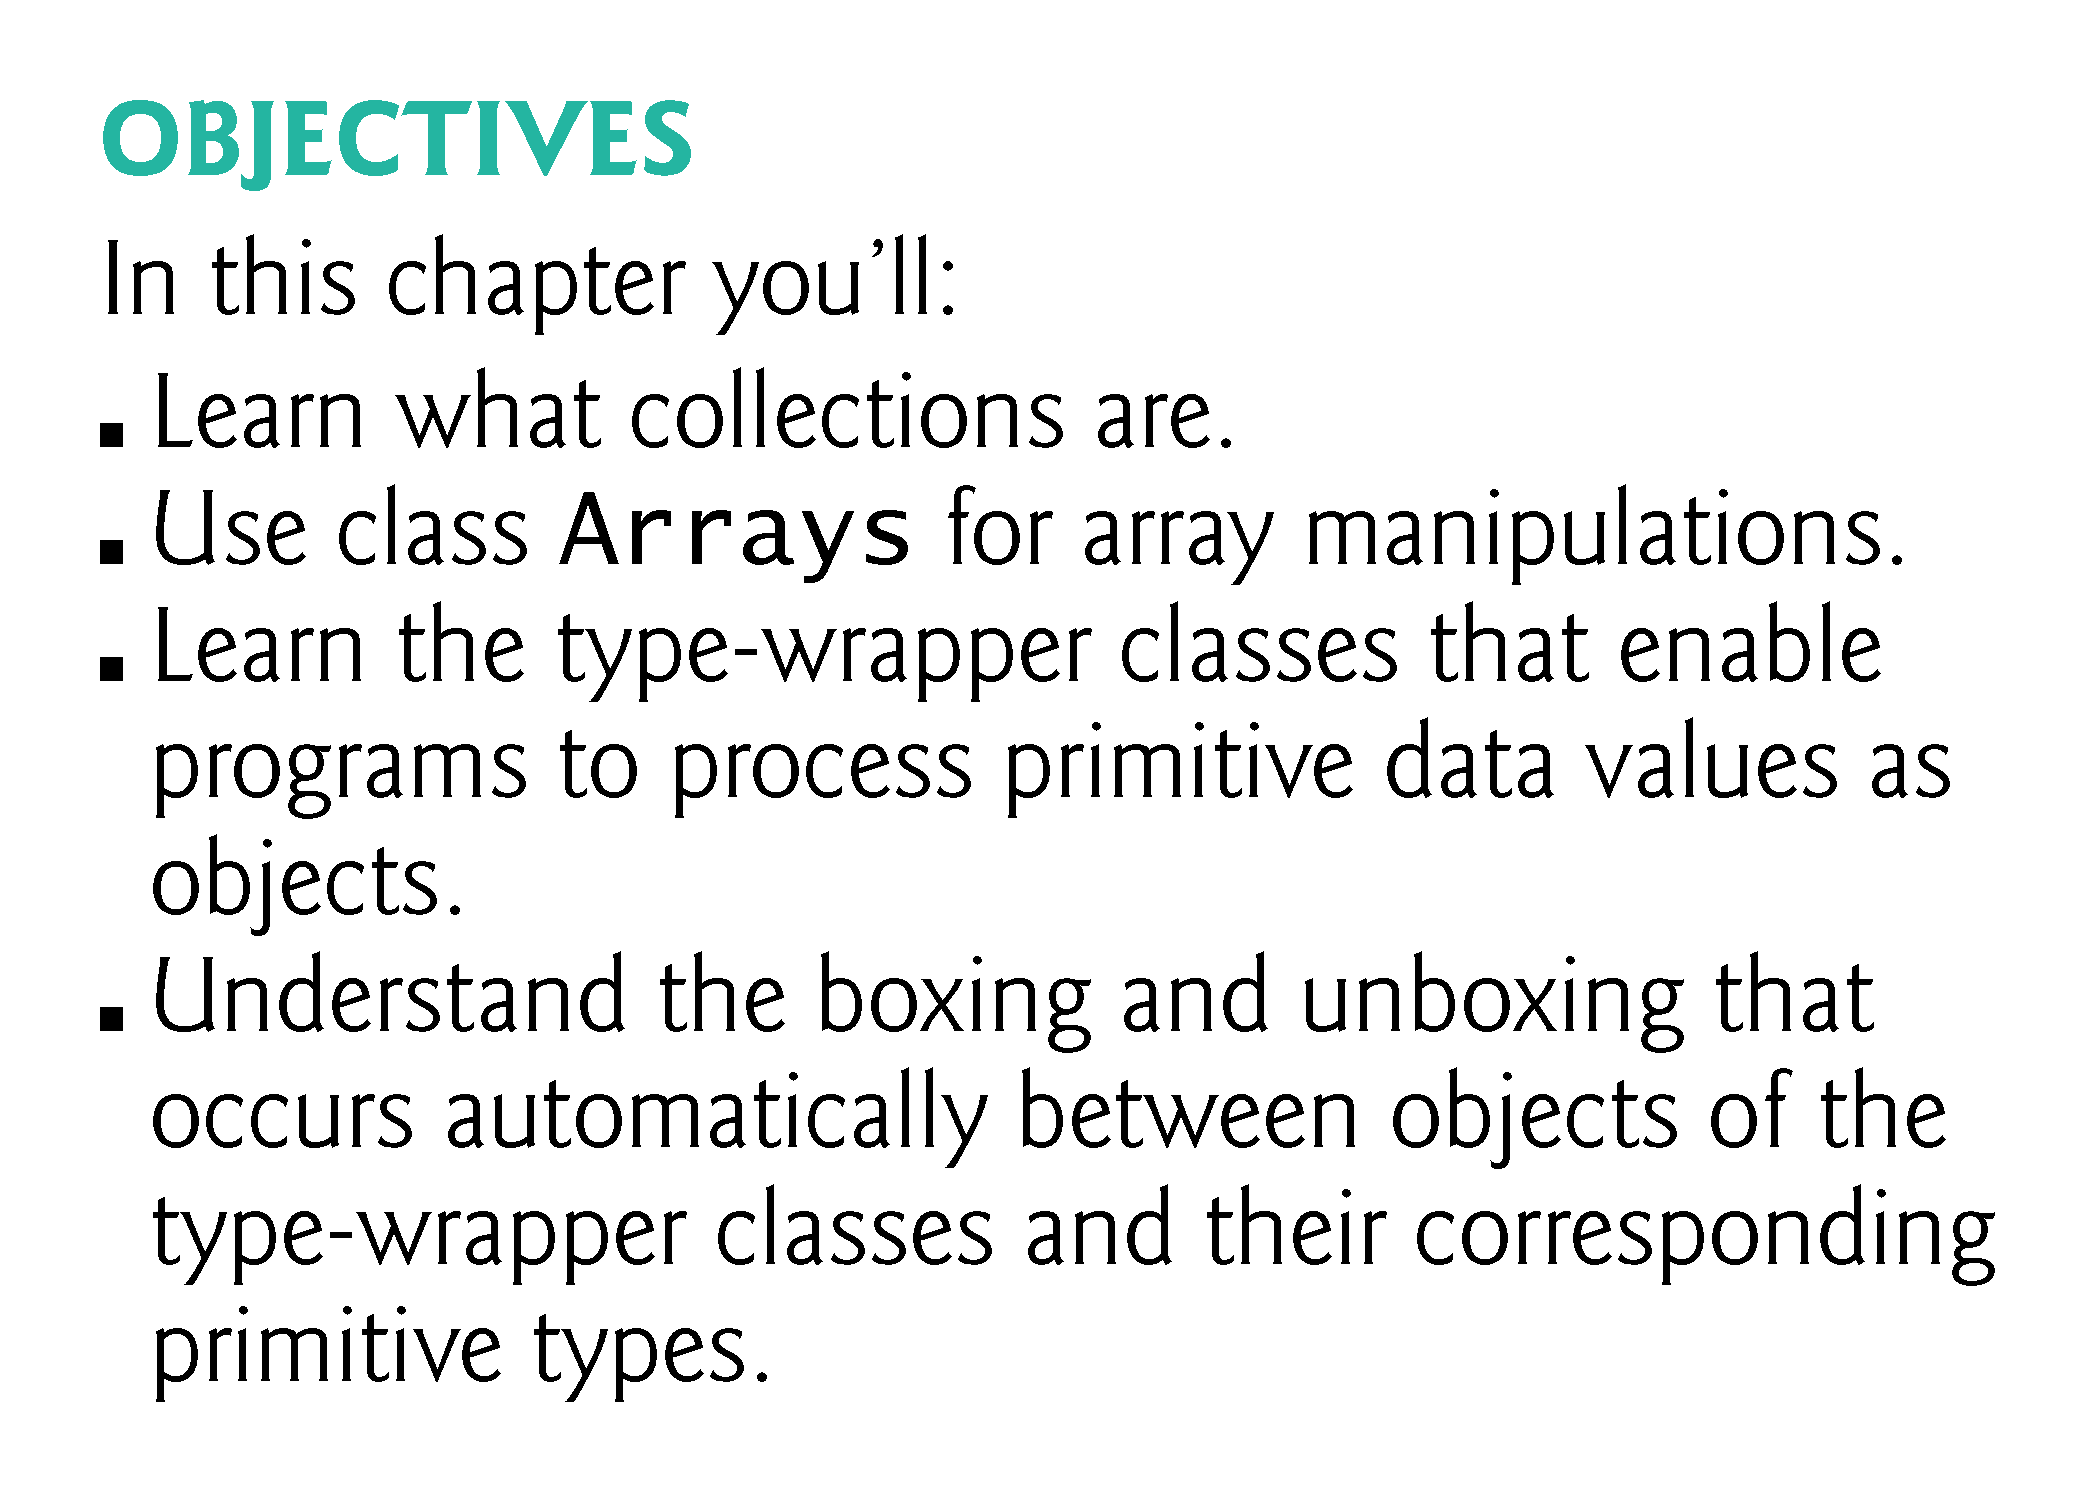 OBJECTIVES
In this chapter you’ll:
■ Learn what collections are.
■ Use class Arrays for array manipulations.
■ Learn the type-wrapper classes that enable
programs to process primitive data values as
objects.
■ Understand the boxing and unboxing that
occurs automatically between objects of the
type-wrapper classes and their corresponding
primitive types.